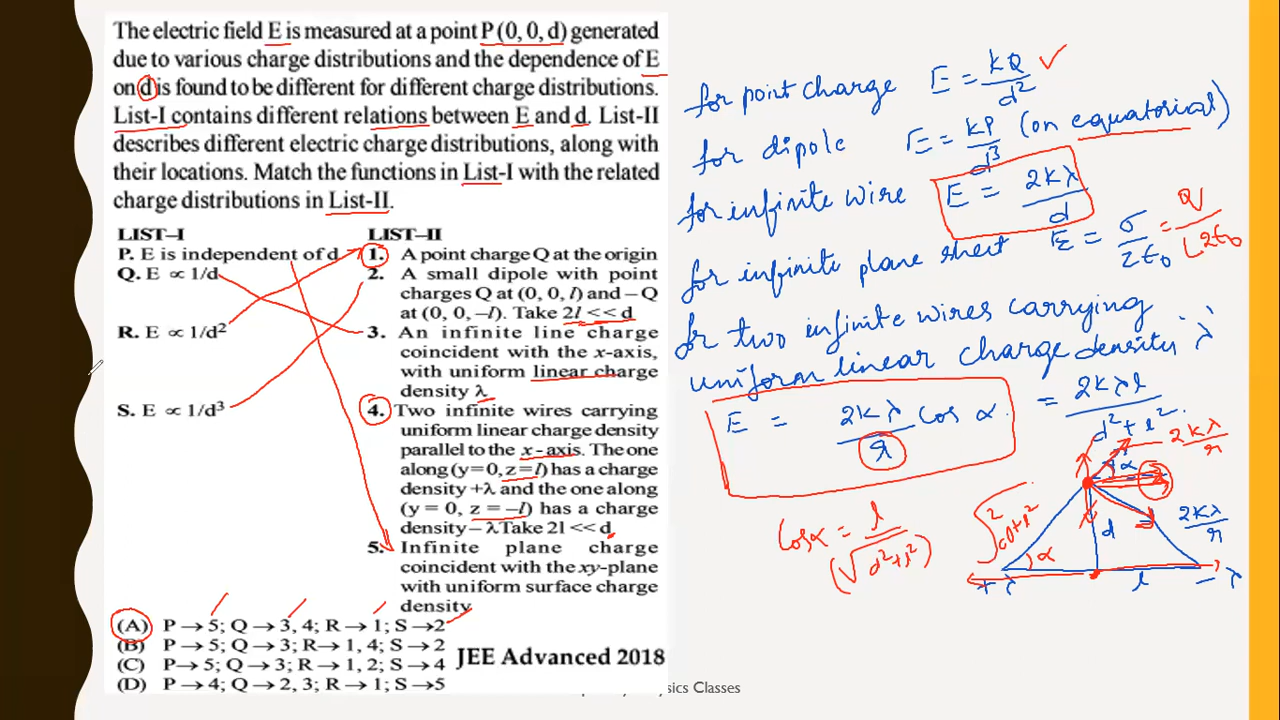 The electric field E is measured at a point P (0, 0, d) generated
due to various charge distributions and the dependence of E
on d is found to be different for different charge distributions.
List-I contains different relations between E and d. List-II
describes different electric charge distributions, along with
their locations. Match the functions in List-I with the related
charge distributions in List-II.
LIST–I
P. E is independent of d
Q. E ∝ 1/d
R. E ∝ 1/d²
S. E ∝ 1/d³
LIST–II
1. A point charge Q at the origin
2. A small dipole with point
charges Q at (0, 0, l) and – Q
at (0, 0, –l). Take 2l << d
3. An infinite line charge
coincident with the x-axis,
with uniform linear charge
density λ
4. Two infinite wires carrying
uniform linear charge density
parallel to the x - axis. The one
along (y=0, z=l) has a charge
density +λ and the one along
(y = 0, z = –l) has a charge
density– λ Take 2l << d
5. Infinite plane charge
coincident with the xy-plane
with uniform surface charge
density
(A) P → 5; Q → 3, 4; R → 1; S →2
(B) P → 5; Q → 3; R→ 1, 4; S → 2
(C) P→ 5; Q → 3; R→ 1, 2; S → 4
(D) P → 4; Q → 2, 3; R → 1; S →5
JEE Advanced 2018
sics Classes
for point charge E = kQ/d² ✓
for dipole E = kP/d³ (on equatorial)
for infinite wire E = 2kλ/d
for infinite plane sheet E = σ/2ε₀ = Q/L2ε₀
for two infinite wires carrying
uniform linear charge density 'λ'
E = 2kλ/r cos α = 2kλl/d²+l²
cosα = l/(√d²+l²)
2kλ/r
α
2kλ/r
d
α
+λ
l
-λ